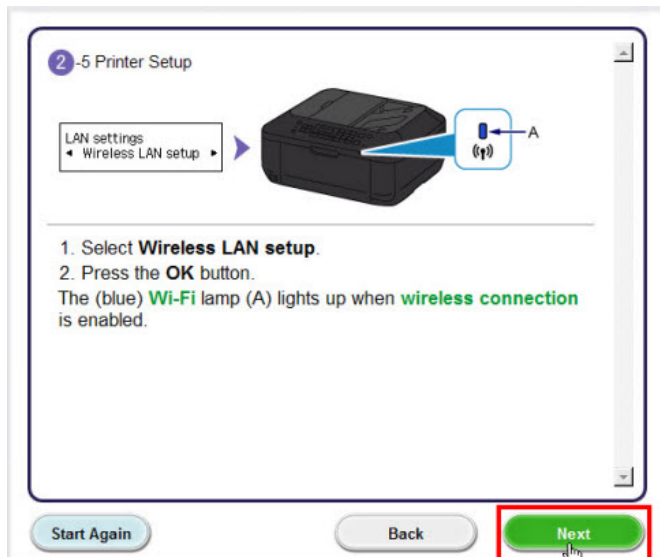 2 -5 Printer Setup
LAN settings
◄ Wireless LAN setup ►
A
1. Select Wireless LAN setup.
2. Press the OK button.
The (blue) Wi-Fi lamp (A) lights up when wireless connection
is enabled.
Start Again
Back
Next